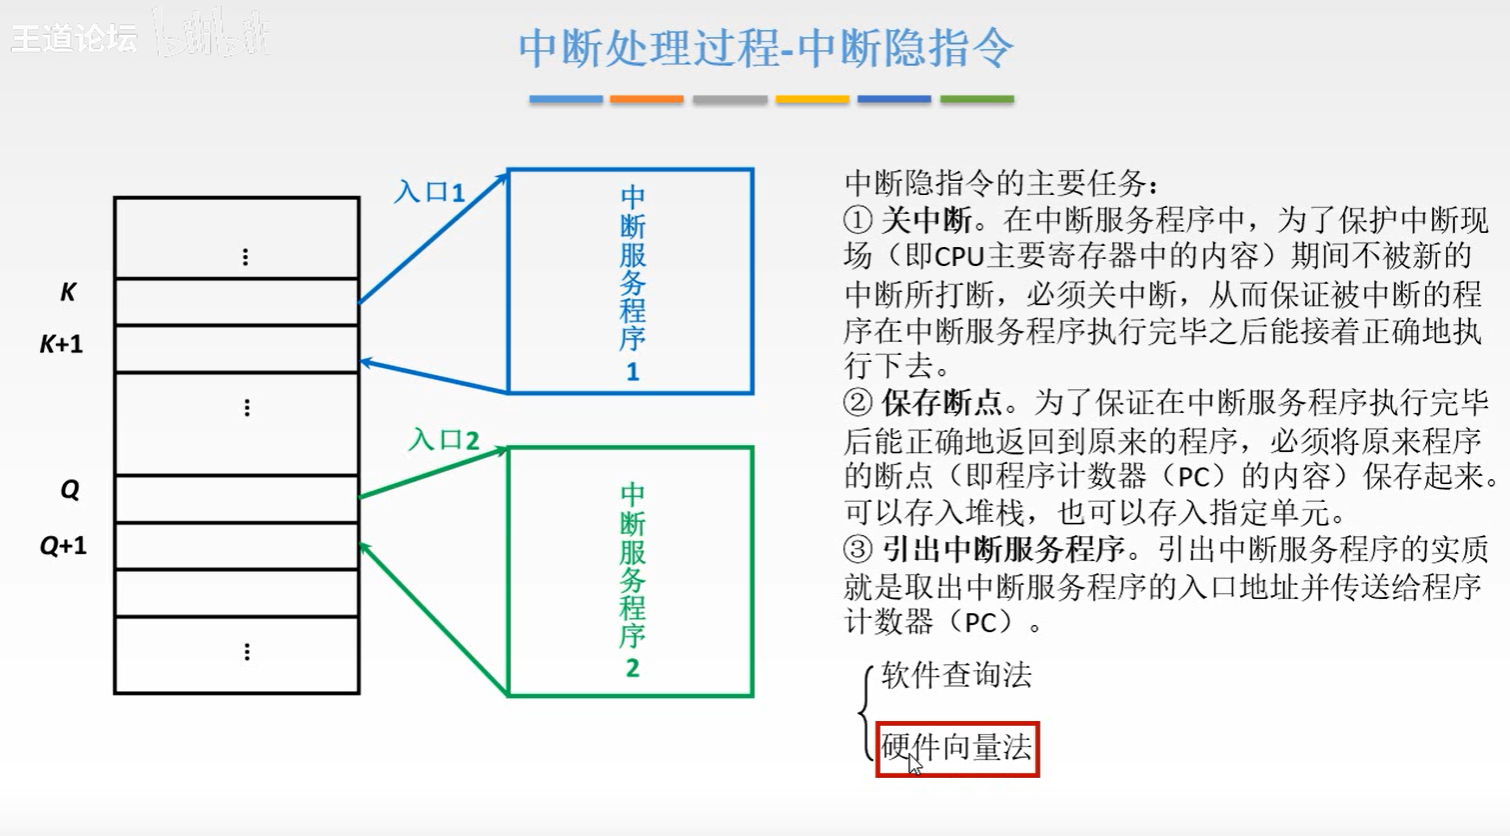 王道论坛 bilibili
中断处理过程-中断隐指令
⋮
K
K+1
⋮
Q
Q+1
⋮
入口1
中
断
服
务
程
序
1
入口2
中
断
服
务
程
序
2
中断隐指令的主要任务：
① 关中断。在中断服务程序中，为了保护中断现
场（即CPU主要寄存器中的内容）期间不被新的
中断所打断，必须关中断，从而保证被中断的程
序在中断服务程序执行完毕之后能接着正确地执
行下去。
② 保存断点。为了保证在中断服务程序执行完毕
后能正确地返回到原来的程序，必须将原来程序
的断点（即程序计数器（PC）的内容）保存起来。
可以存入堆栈，也可以存入指定单元。
③ 引出中断服务程序。引出中断服务程序的实质
就是取出中断服务程序的入口地址并传送给程序
计数器（PC）。
软件查询法
硬件向量法